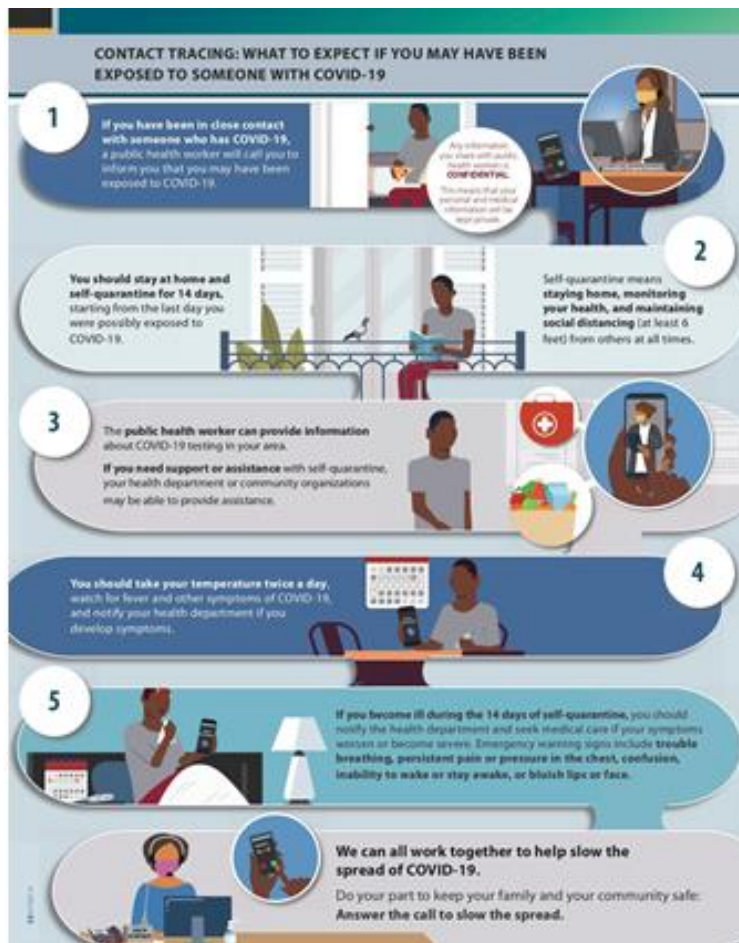 CONTACT TRACING: WHAT TO EXPECT IF YOU MAY HAVE BEEN
EXPOSED TO SOMEONE WITH COVID-19
1
If you have been in close contact
with someone who has COVID-19,
a public health worker will call you to
inform you that you may have been
exposed to COVID-19.
Any information
you share with public
health workers is
CONFIDENTIAL.
This means that your
personal and medical
information will be
kept private.
2
You should stay at home and
self-quarantine for 14 days,
starting from the last day you
were possibly exposed to
COVID-19.
Self-quarantine means
staying home, monitoring
your health, and maintaining
social distancing (at least 6
feet) from others at all times.
3
The public health worker can provide information
about COVID-19 testing in your area.
If you need support or assistance with self-quarantine,
your health department or community organizations
may be able to provide assistance.
4
You should take your temperature twice a day,
watch for fever and other symptoms of COVID-19,
and notify your health department if you
develop symptoms.
5
If you become ill during the 14 days of self-quarantine, you should
notify the health department and seek medical care if your symptoms
worsen or become severe. Emergency warning signs include trouble
breathing, persistent pain or pressure in the chest, confusion,
inability to wake or stay awake, or bluish lips or face.
We can all work together to help slow the
spread of COVID-19.
Do your part to keep your family and your community safe:
Answer the call to slow the spread.